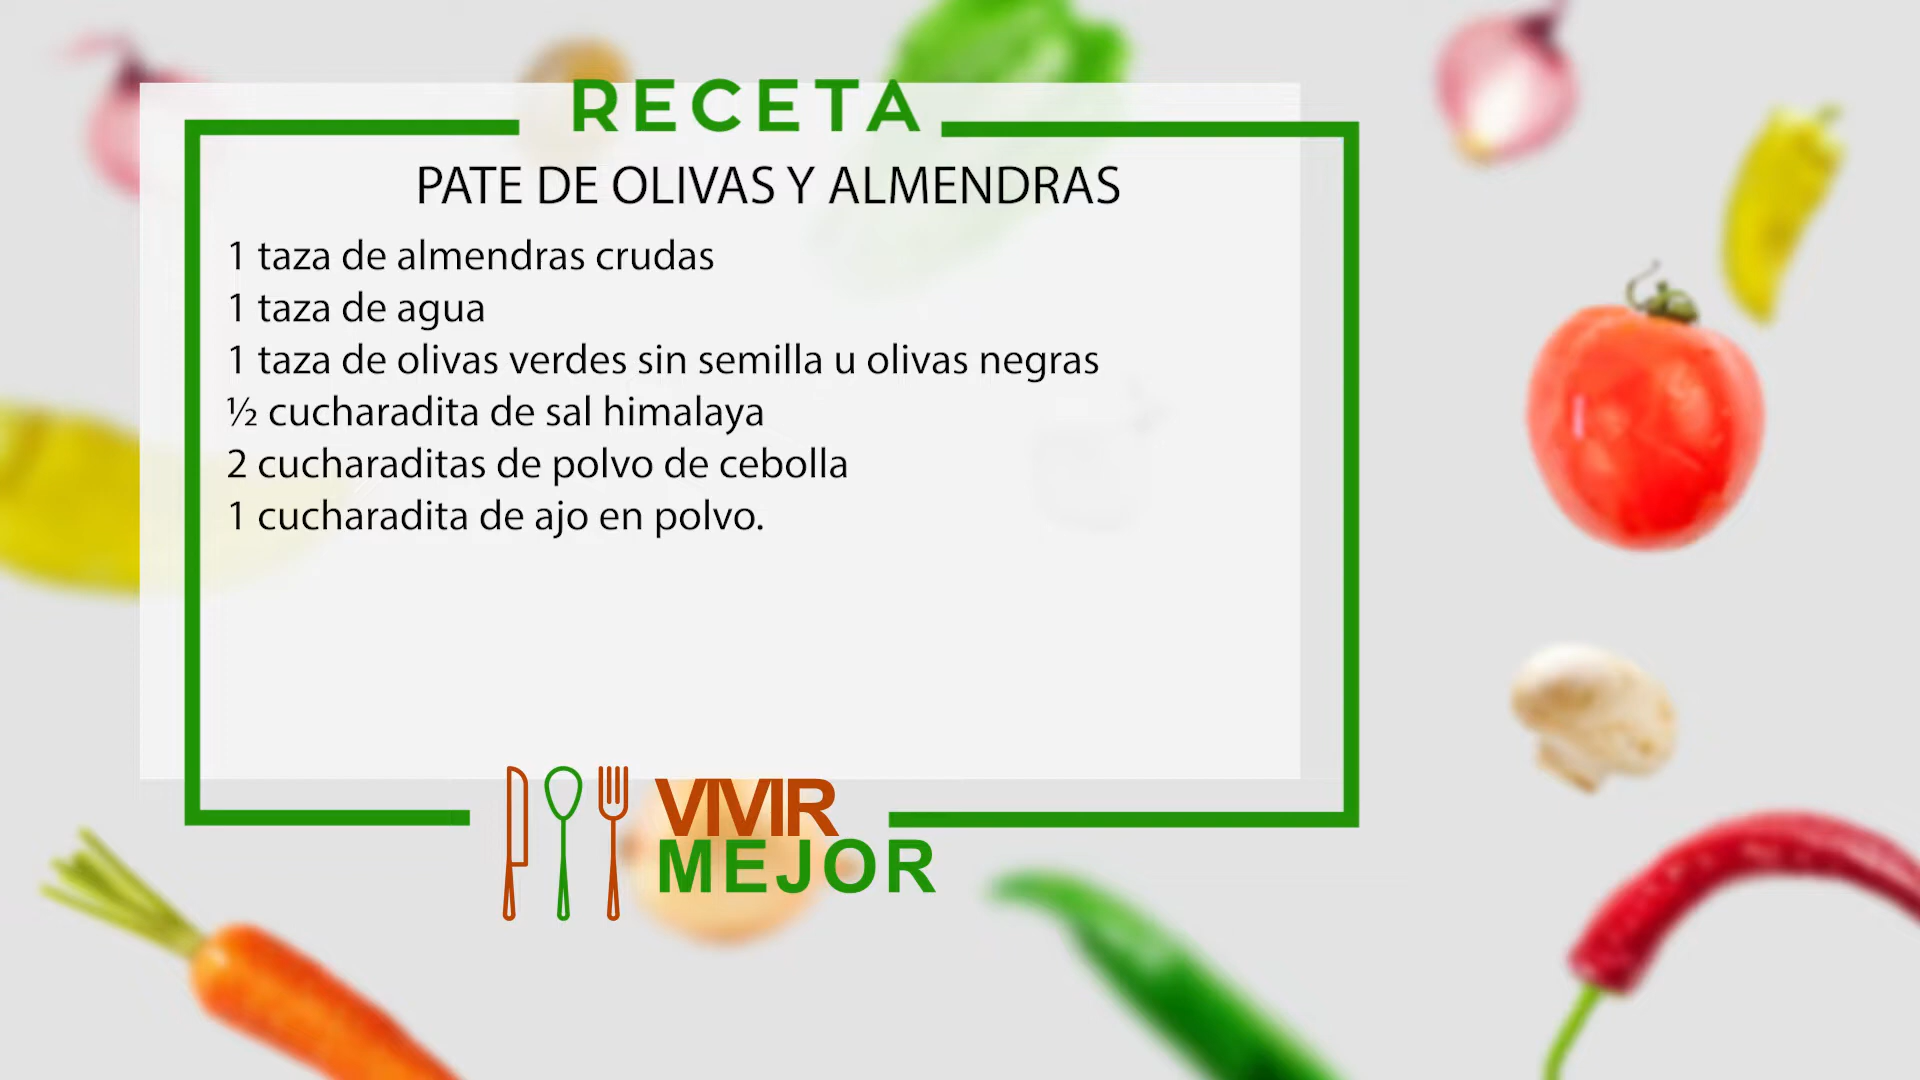 RECETA
PATE DE OLIVAS Y ALMENDRAS
1 taza de almendras crudas
1 taza de agua
1 taza de olivas verdes sin semilla u olivas negras
½ cucharadita de sal himalaya
2 cucharaditas de polvo de cebolla
1 cucharadita de ajo en polvo.
VIVIR
MEJOR